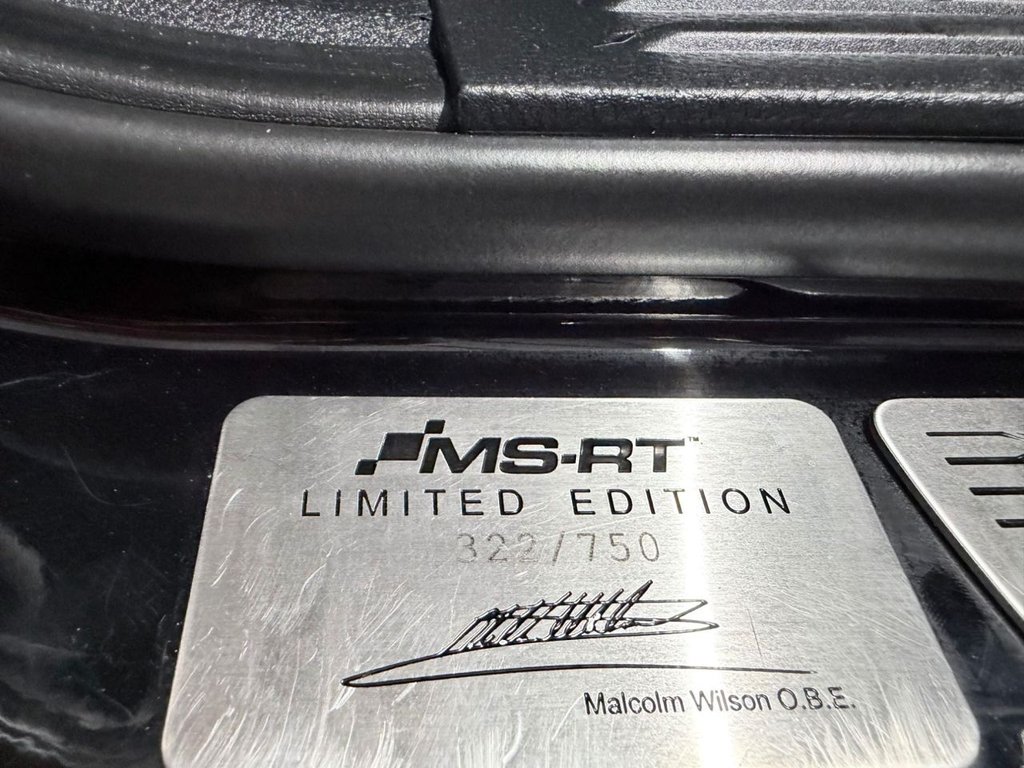 MS-RT™
LIMITED EDITION
322/750
Malcolm Wilson O.B.E.